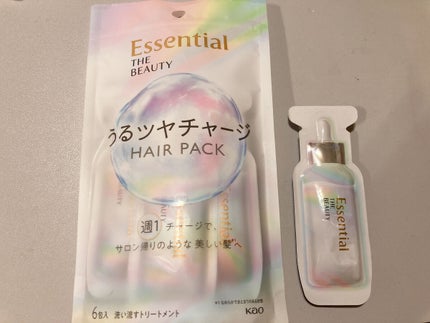 Essential
THE
BEAUTY
うるツヤチャージ
HAIR PACK
週1 チャージで、
サロン帰りのような 美しい髪*へ
6包入 洗い流すトリートメント
Kao
Essential
THE
BEAUTY